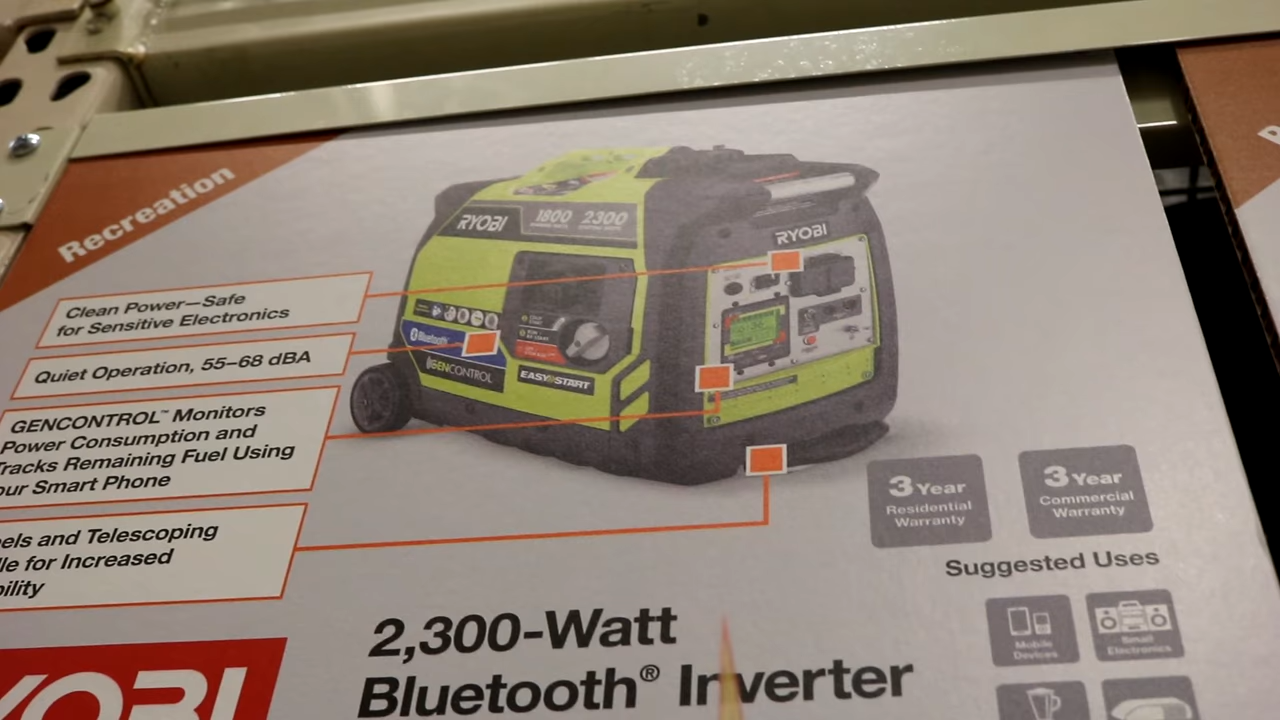 Recreation
RYOBI
1800 2300
RYOBI
Clean Power—Safe
for Sensitive Electronics
Quiet Operation, 55–68 dBA
GENCONTROL™ Monitors
Power Consumption and
Tracks Remaining Fuel Using
our Smart Phone
Bluetooth
GENCONTROL
EASY START
els and Telescoping
le for Increased
bility
3 Year
Residential
Warranty
3 Year
Commercial
Warranty
Suggested Uses
Mobile
Devices
Small
Electronics
2,300-Watt
Bluetooth® Inverter
YOBI